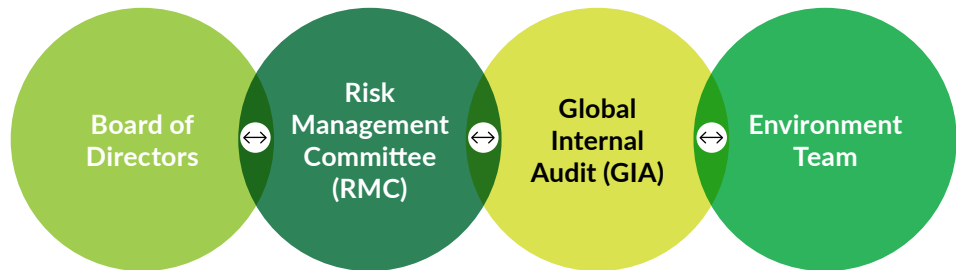 Board of
Directors
Risk
Management
Committee
(RMC)
Global
Internal
Audit (GIA)
Environment
Team